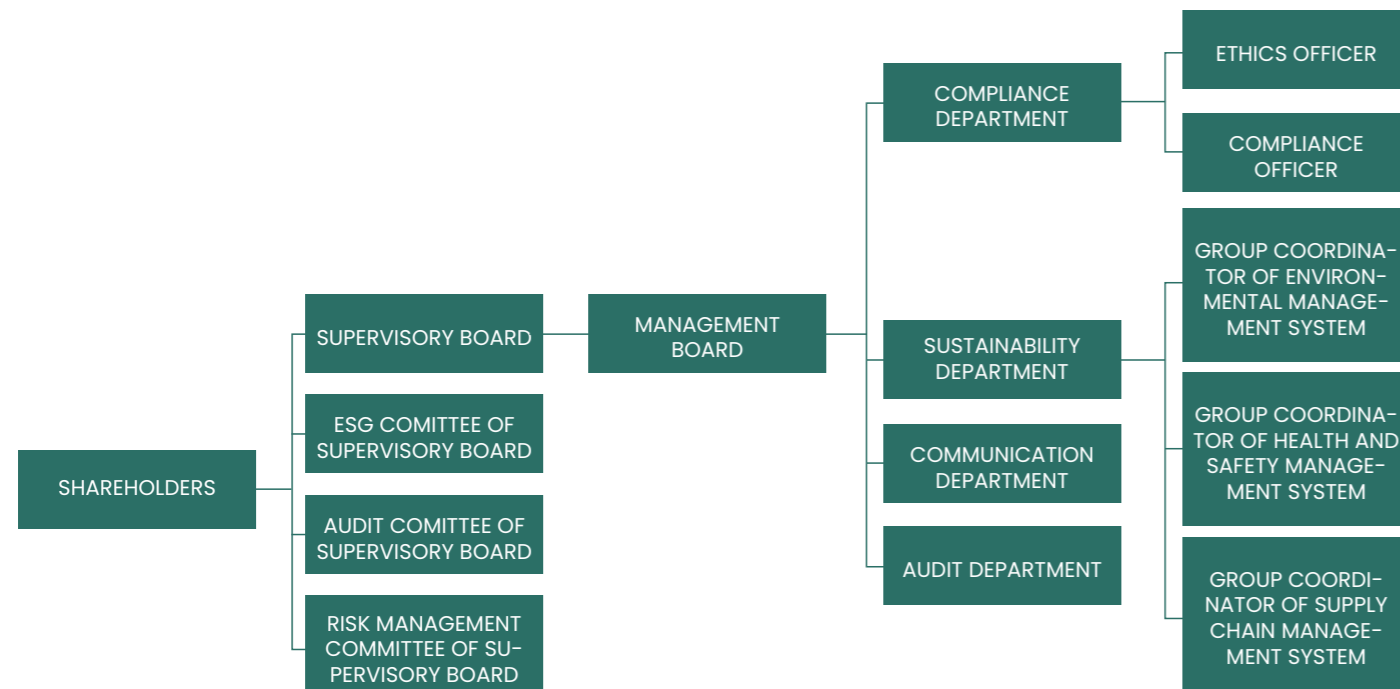 SHAREHOLDERS
SUPERVISORY BOARD
ESG COMITTEE OF
SUPERVISORY BOARD
AUDIT COMITTEE OF
SUPERVISORY BOARD
RISK MANAGEMENT
COMMITTEE OF SU-
PERVISORY BOARD
MANAGEMENT
BOARD
COMPLIANCE
DEPARTMENT
SUSTAINABILITY
DEPARTMENT
COMMUNICATION
DEPARTMENT
AUDIT DEPARTMENT
ETHICS OFFICER
COMPLIANCE
OFFICER
GROUP COORDINA-
TOR OF ENVIRON-
MENTAL MANAGE-
MENT SYSTEM
GROUP COORDINA-
TOR OF HEALTH AND
SAFETY MANAGE-
MENT SYSTEM
GROUP COORDI-
NATOR OF SUPPLY
CHAIN MANAGE-
MENT SYSTEM